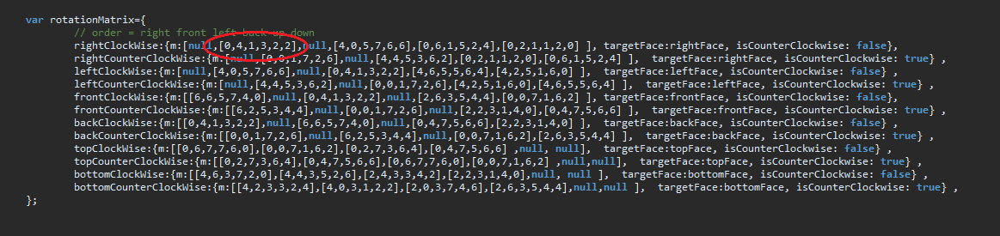 var rotationMatrix={
// order = right front left back up down
rightClockWise:{m:[null,[0,4,1,3,2,2],null,[4,0,5,7,6,6],[0,6,1,5,2,4],[0,2,1,1,2,0] ], targetFace:rightFace, isCounterClockwise: false},
rightCounterClockWise:{m:[null,[0,0,1,7,2,6],null,[4,4,5,3,6,2],[0,2,1,1,2,0],[0,6,1,5,2,4] ],  targetFace:rightFace, isCounterClockwise: true} ,
leftClockWise:{m:[null,[4,0,5,7,6,6],null,[0,4,1,3,2,2],[4,6,5,5,6,4],[4,2,5,1,6,0] ],  targetFace:leftFace, isCounterClockwise: false} ,
leftCounterClockWise:{m:[null,[4,4,5,3,6,2],null,[0,0,1,7,2,6],[4,2,5,1,6,0],[4,6,5,5,6,4] ],  targetFace:leftFace, isCounterClockwise: true} ,
frontClockWise:{m:[[6,6,5,7,4,0],null,[0,4,1,3,2,2],null,[2,6,3,5,4,4],[0,0,7,1,6,2] ],  targetFace:frontFace, isCounterClockwise: false},
frontCounterClockWise:{m:[[6,2,5,3,4,4],null,[0,0,1,7,2,6],null,[2,2,3,1,4,0],[0,4,7,5,6,6] ],  targetFace:frontFace, isCounterClockwise: true} ,
backClockWise:{m:[[0,4,1,3,2,2],null,[6,6,5,7,4,0],null,[0,4,7,5,6,6],[2,2,3,1,4,0] ],  targetFace:backFace, isCounterClockwise: false} ,
backCounterClockWise:{m:[[0,0,1,7,2,6],null,[6,2,5,3,4,4],null,[0,0,7,1,6,2],[2,6,3,5,4,4] ],  targetFace:backFace, isCounterClockwise: true} ,
topClockWise:{m:[[0,6,7,7,6,0],[0,0,7,1,6,2],[0,2,7,3,6,4],[0,4,7,5,6,6] ,null, null],  targetFace:topFace, isCounterClockwise: false} ,
topCounterClockWise:{m:[[0,2,7,3,6,4],[0,4,7,5,6,6],[0,6,7,7,6,0],[0,0,7,1,6,2] ,null,null],  targetFace:topFace, isCounterClockwise: true} ,
bottomClockWise:{m:[[4,6,3,7,2,0],[4,4,3,5,2,6],[2,4,3,3,4,2],[2,2,3,1,4,0],null, null ],  targetFace:bottomFace, isCounterClockwise: false} ,
bottomCounterClockWise:{m:[[4,2,3,3,2,4],[4,0,3,1,2,2],[2,0,3,7,4,6],[2,6,3,5,4,4],null,null ],  targetFace:bottomFace, isCounterClockwise: true} ,
};